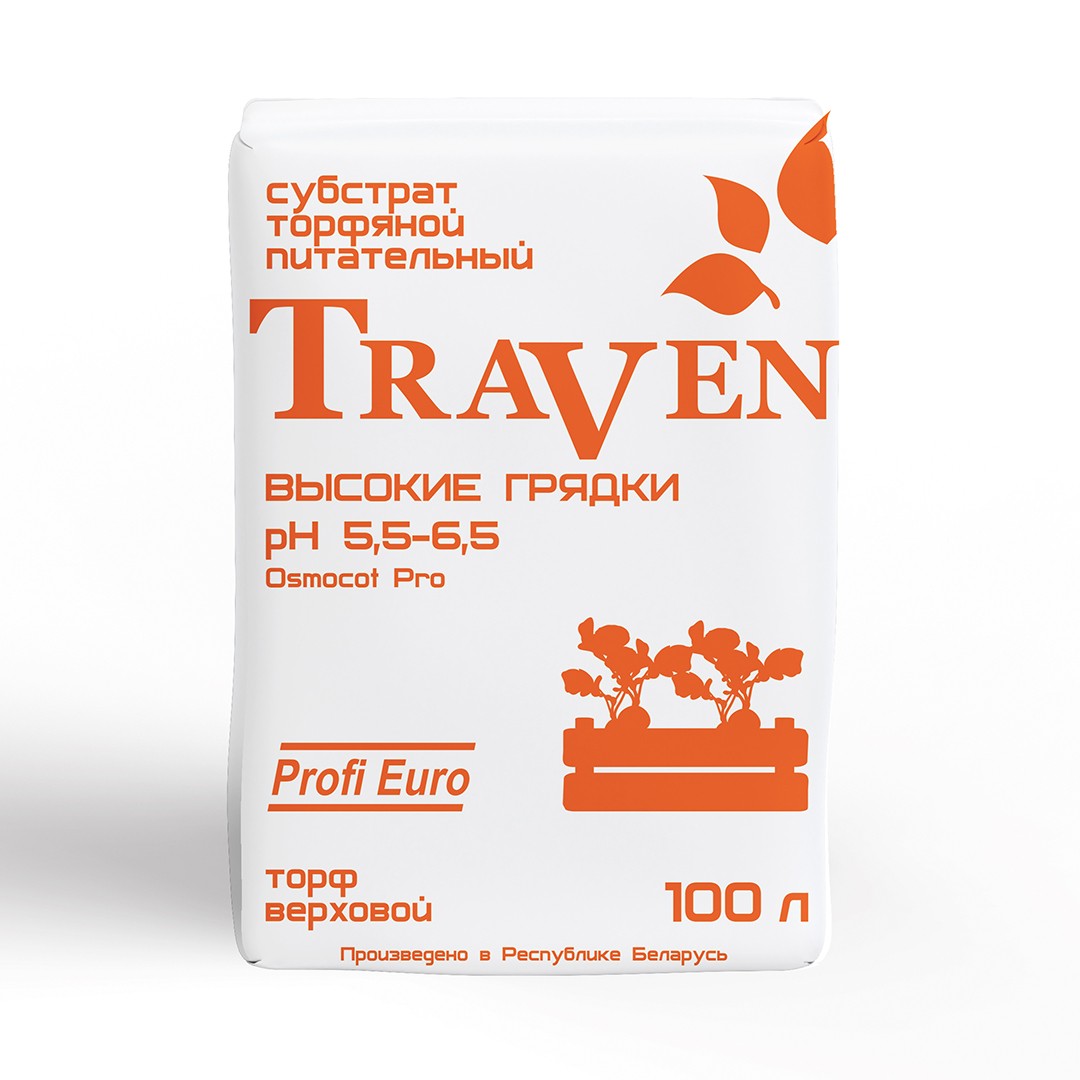 субстрат
торфяной
питательный
TRAVEN
ВЫСОКИЕ ГРЯДКИ
pH 5,5-6,5
Osmocot Pro
Profi Euro
торф
верховой
100 л
Произведено в Республике Беларусь